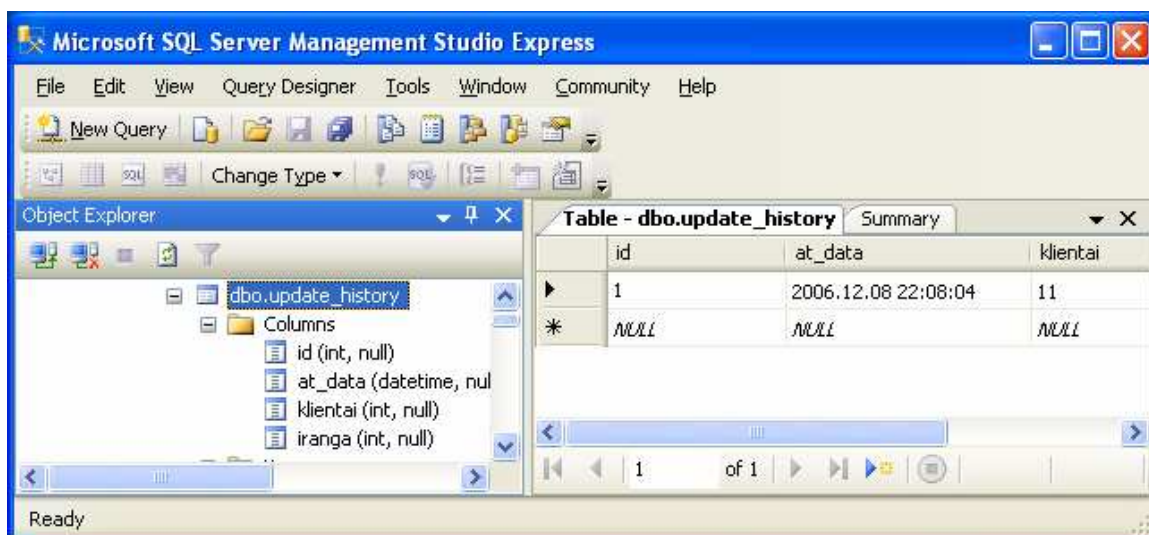 Microsoft SQL Server Management Studio Express
File Edit View Query Designer Tools Window Community Help
New Query
SQL Change Type SQL
Object Explorer
Table - dbo.update_history Summary
id at_data klientai
dbo.update_history
1 2006.12.08 22:08:04 11
Columns
NULL NULL NULL
id (int, null)
at_data (datetime, nul
klientai (int, null)
iranga (int, null)
1 of 1
Ready